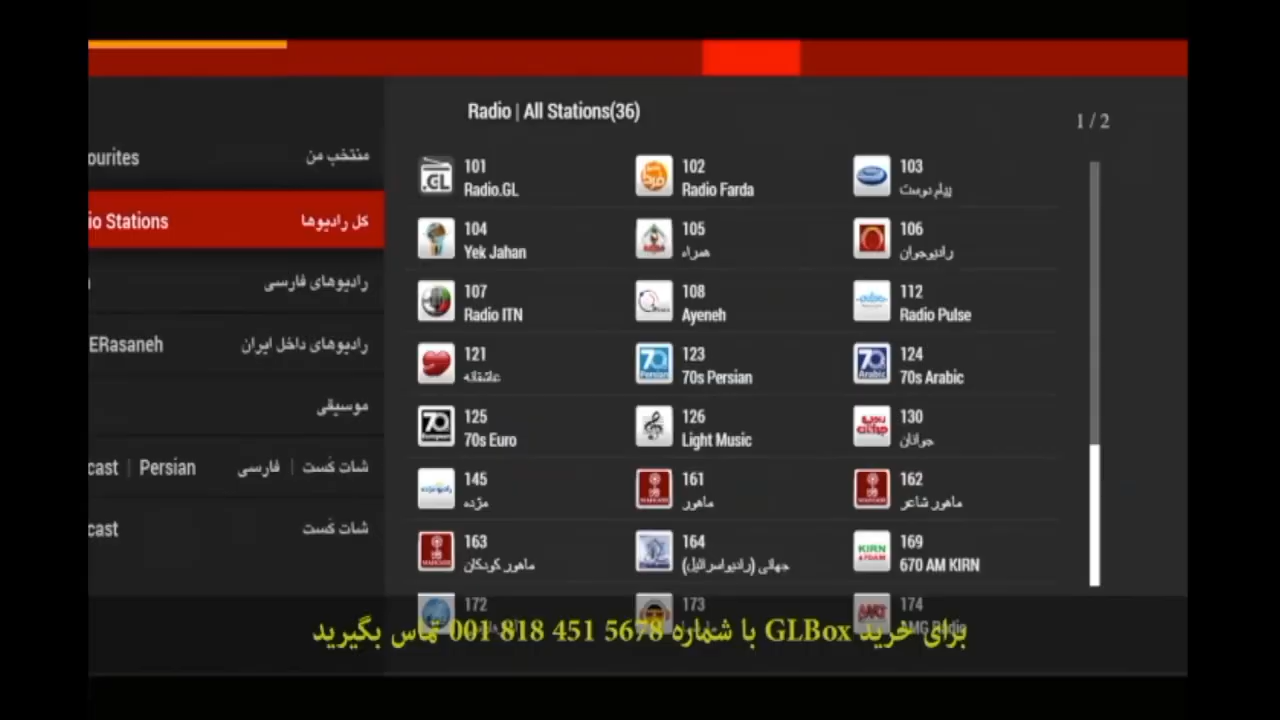 Radio | All Stations(36)
1 / 2
ourites منتخب من
io Stations کل رادیوها
رادیوهای فارسی
ERasaneh رادیوهای داخل ایران
موسیقی
cast | Persian شات کَست | فارسی
cast شات کَست
101 Radio.GL
102 Radio Farda
103 پیام دوست
104 Yek Jahan
105 همراه
106 رادیوجوان
107 Radio ITN
108 Ayeneh
112 Radio Pulse
121 عاشقانه
123 70s Persian
124 70s Arabic
125 70s Euro
126 Light Music
130 جوانان
145 مژده
161 ماهور
162 ماهور شاعر
163 ماهور کودکان
164 جهانی (رادیواسرائیل)
169 670 AM KIRN
172
173
174 AMG Radio
برای خرید GLBox با شماره 001 818 451 5678 تماس بگیرید